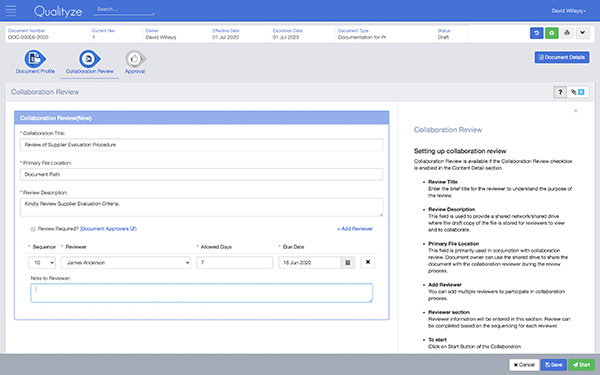 Qualityze
Search...
David Willeyq
Document Number Current Rev. Owner Effective Date Expiration Date Document Type Status
DOC-00005-2020 1 David Willeyq 01 Jul 2020 01 Jul 2023 Documentation for Pr Draft
Document Profile Collaboration Review Approval
Document Details
Collaboration Review
?
Collaboration Review(New)
* Collaboration Title:
Review of Supplier Evaluation Procedure
* Primary File Location:
Document Path
* Review Description:
Kindly Review Supplier Evaluation Criteria.
Review Required? (Document Approvers)
+ Add Reviewer
* Sequence * Reviewer Allowed Days * Due Date
10 James Anderson 7 16 Jun 2020
Note to Reviewer:
Collaboration Review
Setting up collaboration review
Collaboration Review is available if the Collaboration Review checkbox
is Enabled in the Content Detail section.
• Review Title
Enter the brief title for the reviewer to understand the purpose of
the review.
• Review Description
This field is used to provide a shared network/shared drive
where the draft copy of the file is stored for reviewers to view
and to collaborate.
• Primary File Location
This field is primarily used in conjunction with collaboration
review. Document owner can use the shared drive to share the
document with the collaboration reviewer during the review
process.
• Add Reviewer
You can add multiple reviewers to participate in collaboration
process.
• Reviewer section
Reviewer information will be entered in this section. Review can
be completed based on the sequencing for each reviewer.
• To start
Click on Start Button of the Collaboration
Cancel Save Start